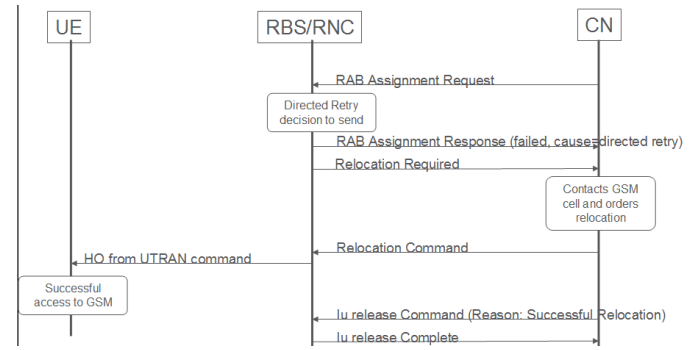 UE
RBS/RNC
CN
RAB Assignment Request
Directed Retry
decision to send
RAB Assignment Response (failed, cause=directed retry)
Relocation Required
Contacts GSM
cell and orders
relocation
Relocation Command
HO from UTRAN command
Successful
access to GSM
Iu release Command (Reason: Successful Relocation)
Iu release Complete